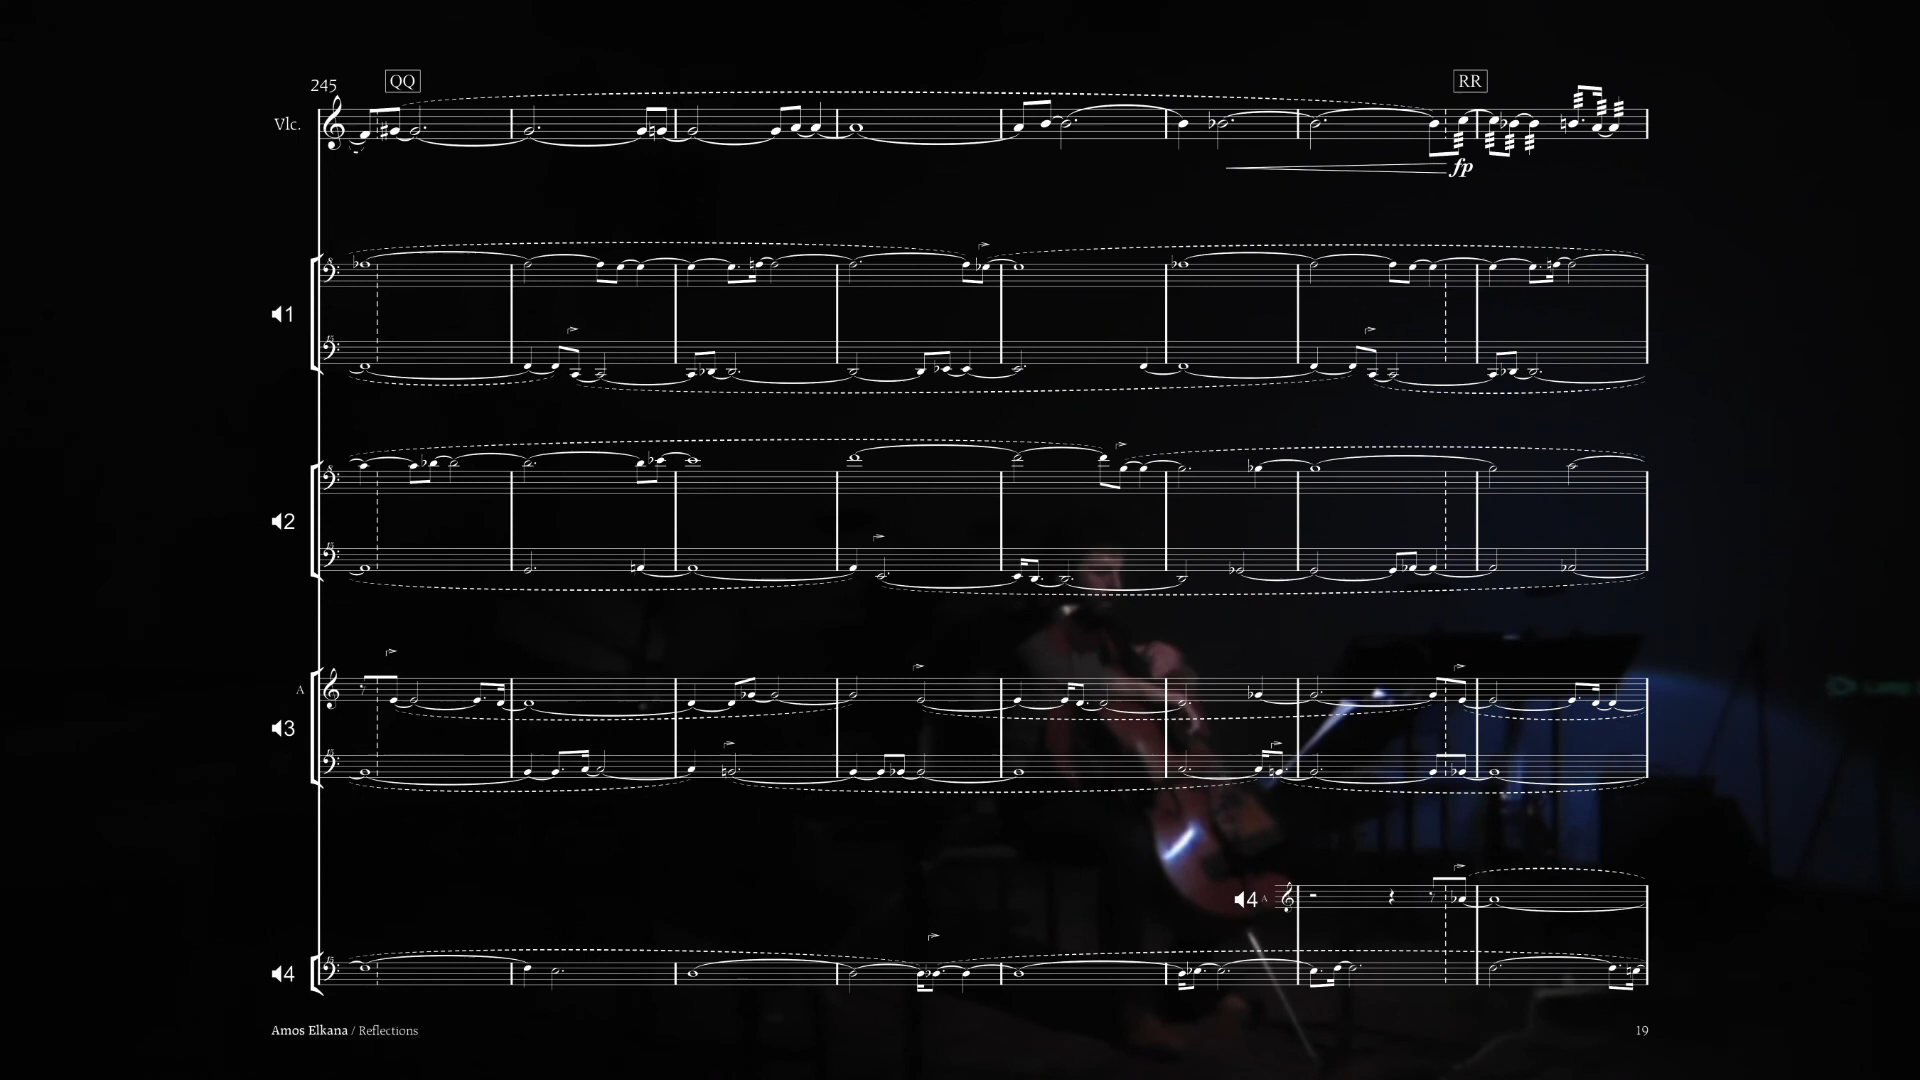 245 QQ RR
Vlc.
fp
1
2
A
3
4 A
4
Amos Elkana / Reflections 19